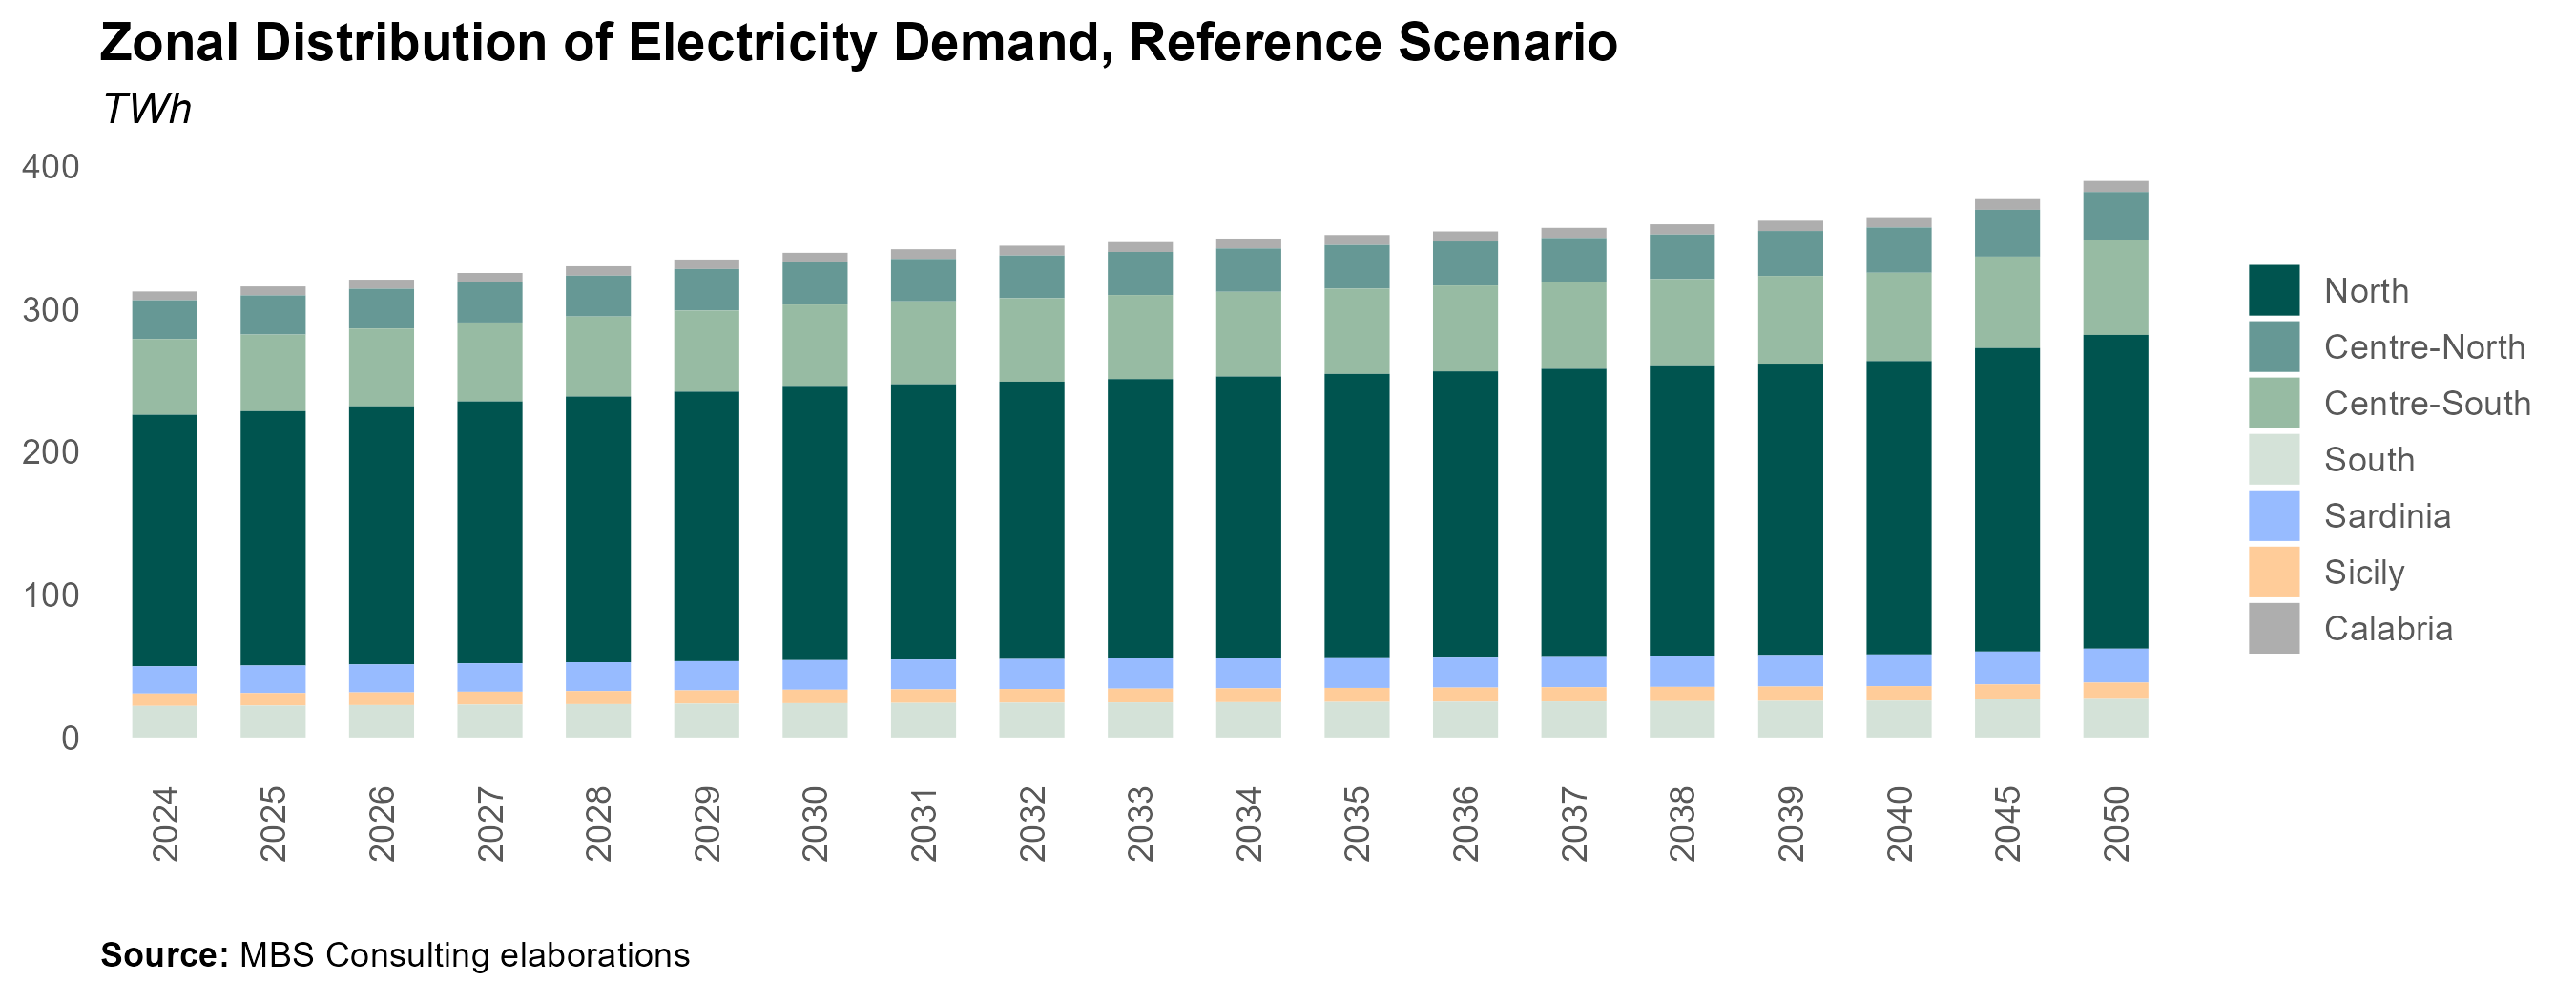 Zonal Distribution of Electricity Demand, Reference Scenario
TWh
400
300
200
100
0
2024 2025 2026 2027 2028 2029 2030 2031 2032 2033 2034 2035 2036 2037 2038 2039 2040 2045 2050
North
Centre-North
Centre-South
South
Sardinia
Sicily
Calabria
Source: MBS Consulting elaborations